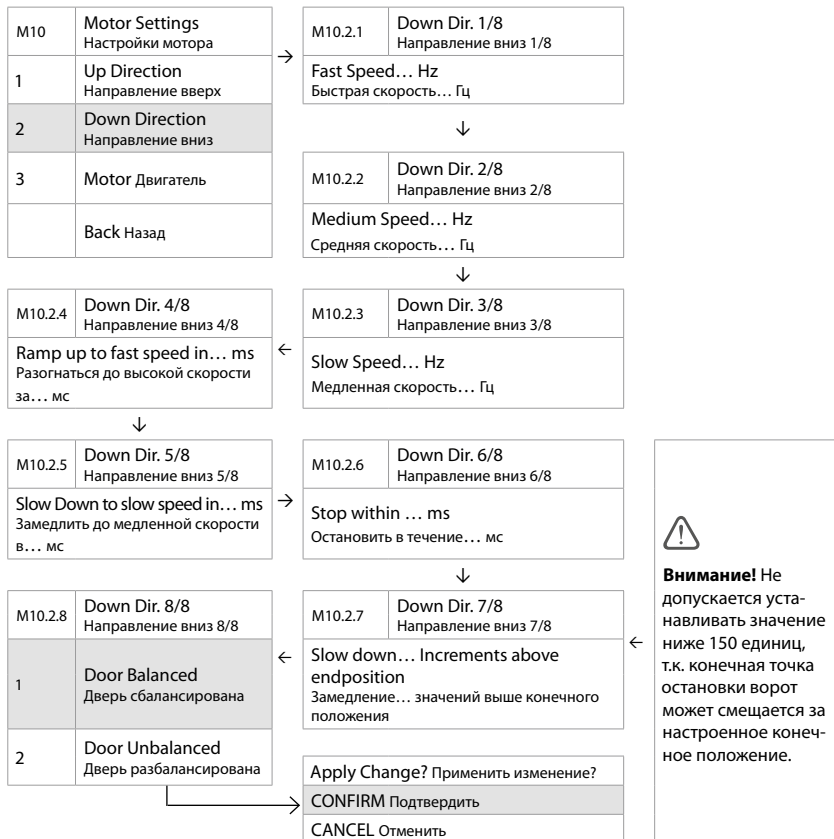 M10
Motor Settings
Настройки мотора
1
Up Direction
Направление вверх
2
Down Direction
Направление вниз
3
Motor Двигатель
Back Назад
→
M10.2.1
Down Dir. 1/8
Направление вниз 1/8
Fast Speed… Hz
Быстрая скорость… Гц
↓
M10.2.2
Down Dir. 2/8
Направление вниз 2/8
Medium Speed… Hz
Средняя скорость… Гц
↓
M10.2.3
Down Dir. 3/8
Направление вниз 3/8
Slow Speed… Hz
Медленная скорость… Гц
←
M10.2.4
Down Dir. 4/8
Направление вниз 4/8
Ramp up to fast speed in… ms
Разогнаться до высокой скорости
за… мс
↓
M10.2.5
Down Dir. 5/8
Направление вниз 5/8
Slow Down to slow speed in… ms
Замедлить до медленной скорости
в… мс
→
M10.2.6
Down Dir. 6/8
Направление вниз 6/8
Stop within … ms
Остановить в течение… мс
↓
M10.2.7
Down Dir. 7/8
Направление вниз 7/8
Slow down… Increments above
endposition
Замедление… значений выше конечного
положения
←
Внимание! Не
допускается уста-
навливать значение
ниже 150 единиц,
т.к. конечная точка
остановки ворот
может смещается за
настроенное конеч-
ное положение.
←
M10.2.8
Down Dir. 8/8
Направление вниз 8/8
1
Door Balanced
Дверь сбалансирована
2
Door Unbalanced
Дверь разбалансирована
Apply Change? Применить изменение?
CONFIRM Подтвердить
CANCEL Отменить